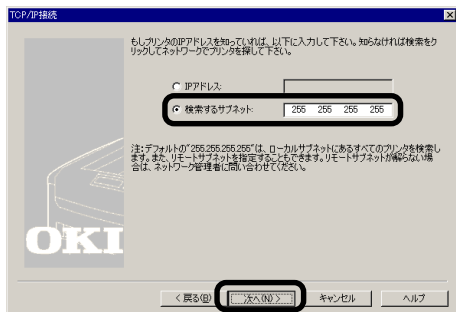 TCP/IP接続
もしプリンタのIPアドレスを知っていれば、以下に入力して下さい。知らなければ検索をク
リックしてネットワークでプリンタを探して下さい。
IPアドレス:
検索するサブネット: 255 255 255 255
注:デフォルトの"255.255.255.255"は、ローカルサブネットにあるすべてのプリンタを検索し
ます。また、リモートサブネットを指定することもできます。リモートサブネットが解らない場
合は、ネットワーク管理者に問い合わせてください。
OKI
< 戻る(B) 次へ(N) > キャンセル ヘルプ